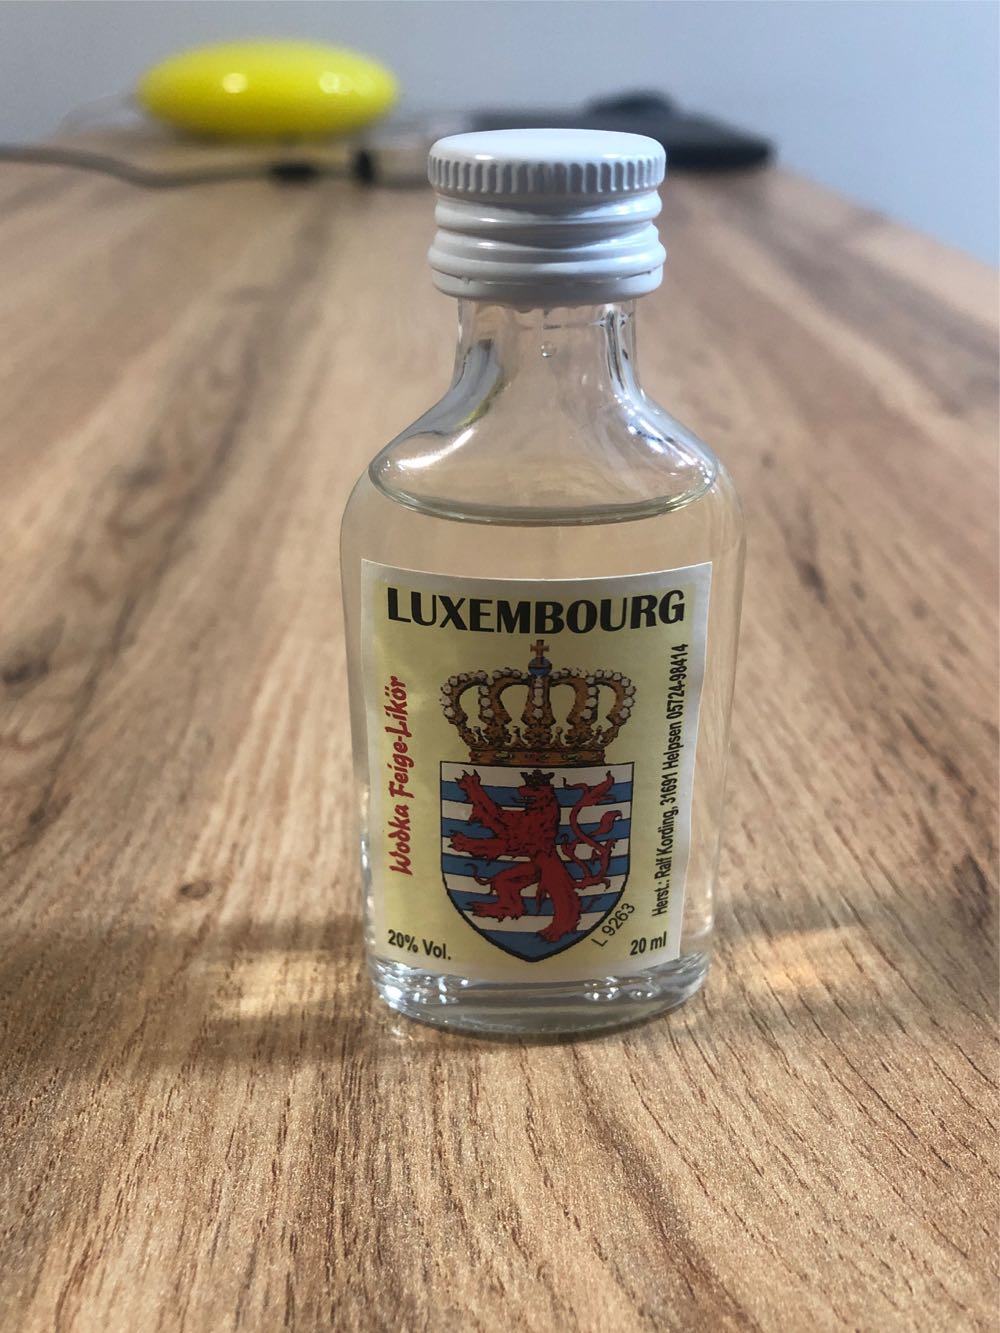 LUXEMBOURG
Wodka Feige-Likör
Herst.: Ralf Kording, 31691 Helpsen 05724-98414
L 9263
20% Vol.
20 ml